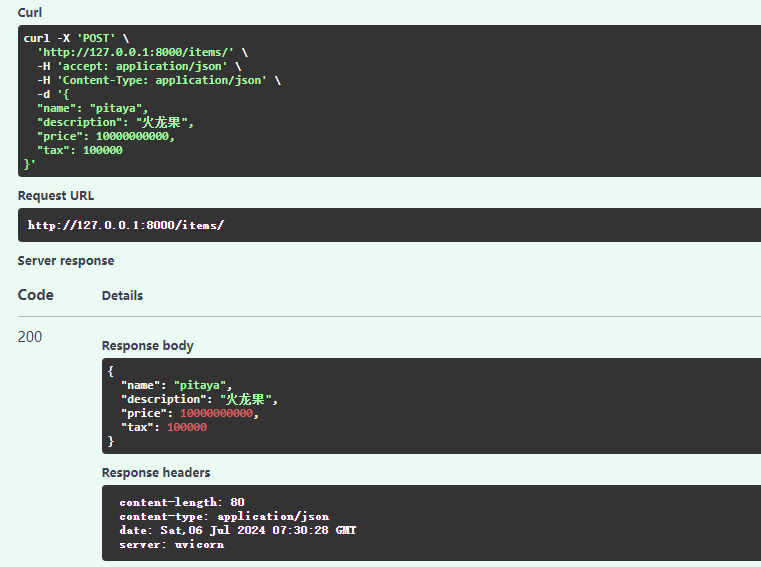 Curl
curl -X 'POST' \
'http://127.0.0.1:8000/items/' \
-H 'accept: application/json' \
-H 'Content-Type: application/json' \
-d '{
"name": "pitaya",
"description": "火龙果",
"price": 10000000000,
"tax": 100000
}'
Request URL
http://127.0.0.1:8000/items/
Server response
Code Details
200
Response body
{
"name": "pitaya",
"description": "火龙果",
"price": 10000000000,
"tax": 100000
}
Response headers
content-length: 80
content-type: application/json
date: Sat,06 Jul 2024 07:30:28 GMT
server: uvicorn